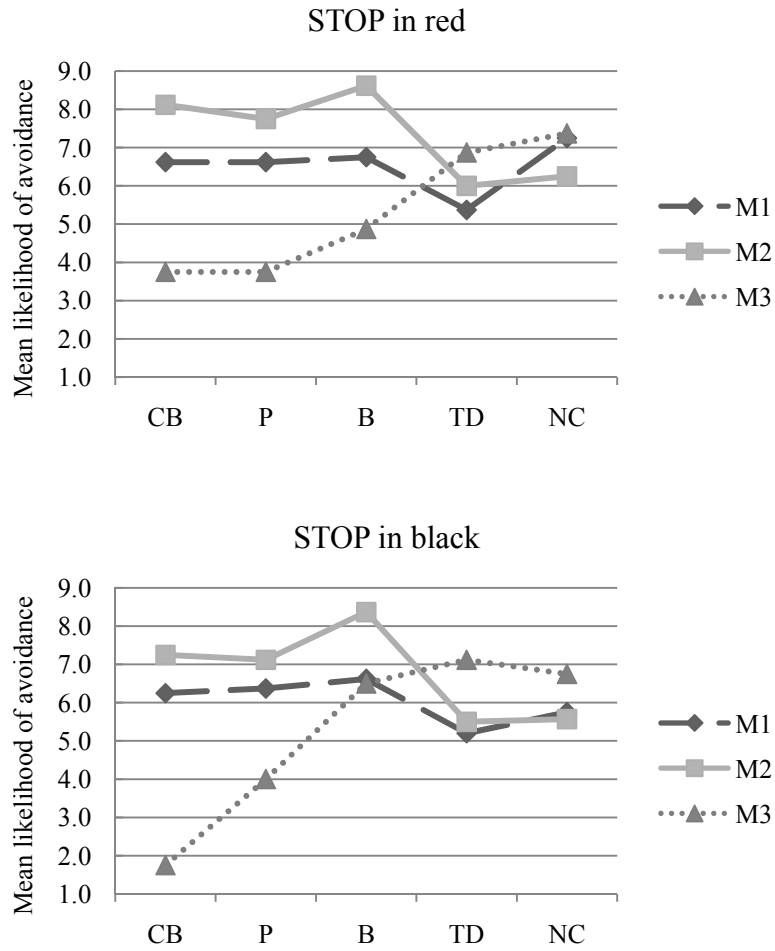 STOP in red
Mean likelihood of avoidance
9.0
8.0
7.0
6.0
5.0
4.0
3.0
2.0
1.0
CB P B TD NC
M1
M2
M3
STOP in black
Mean likelihood of avoidance
9.0
8.0
7.0
6.0
5.0
4.0
3.0
2.0
1.0
CB P B TD NC
M1
M2
M3